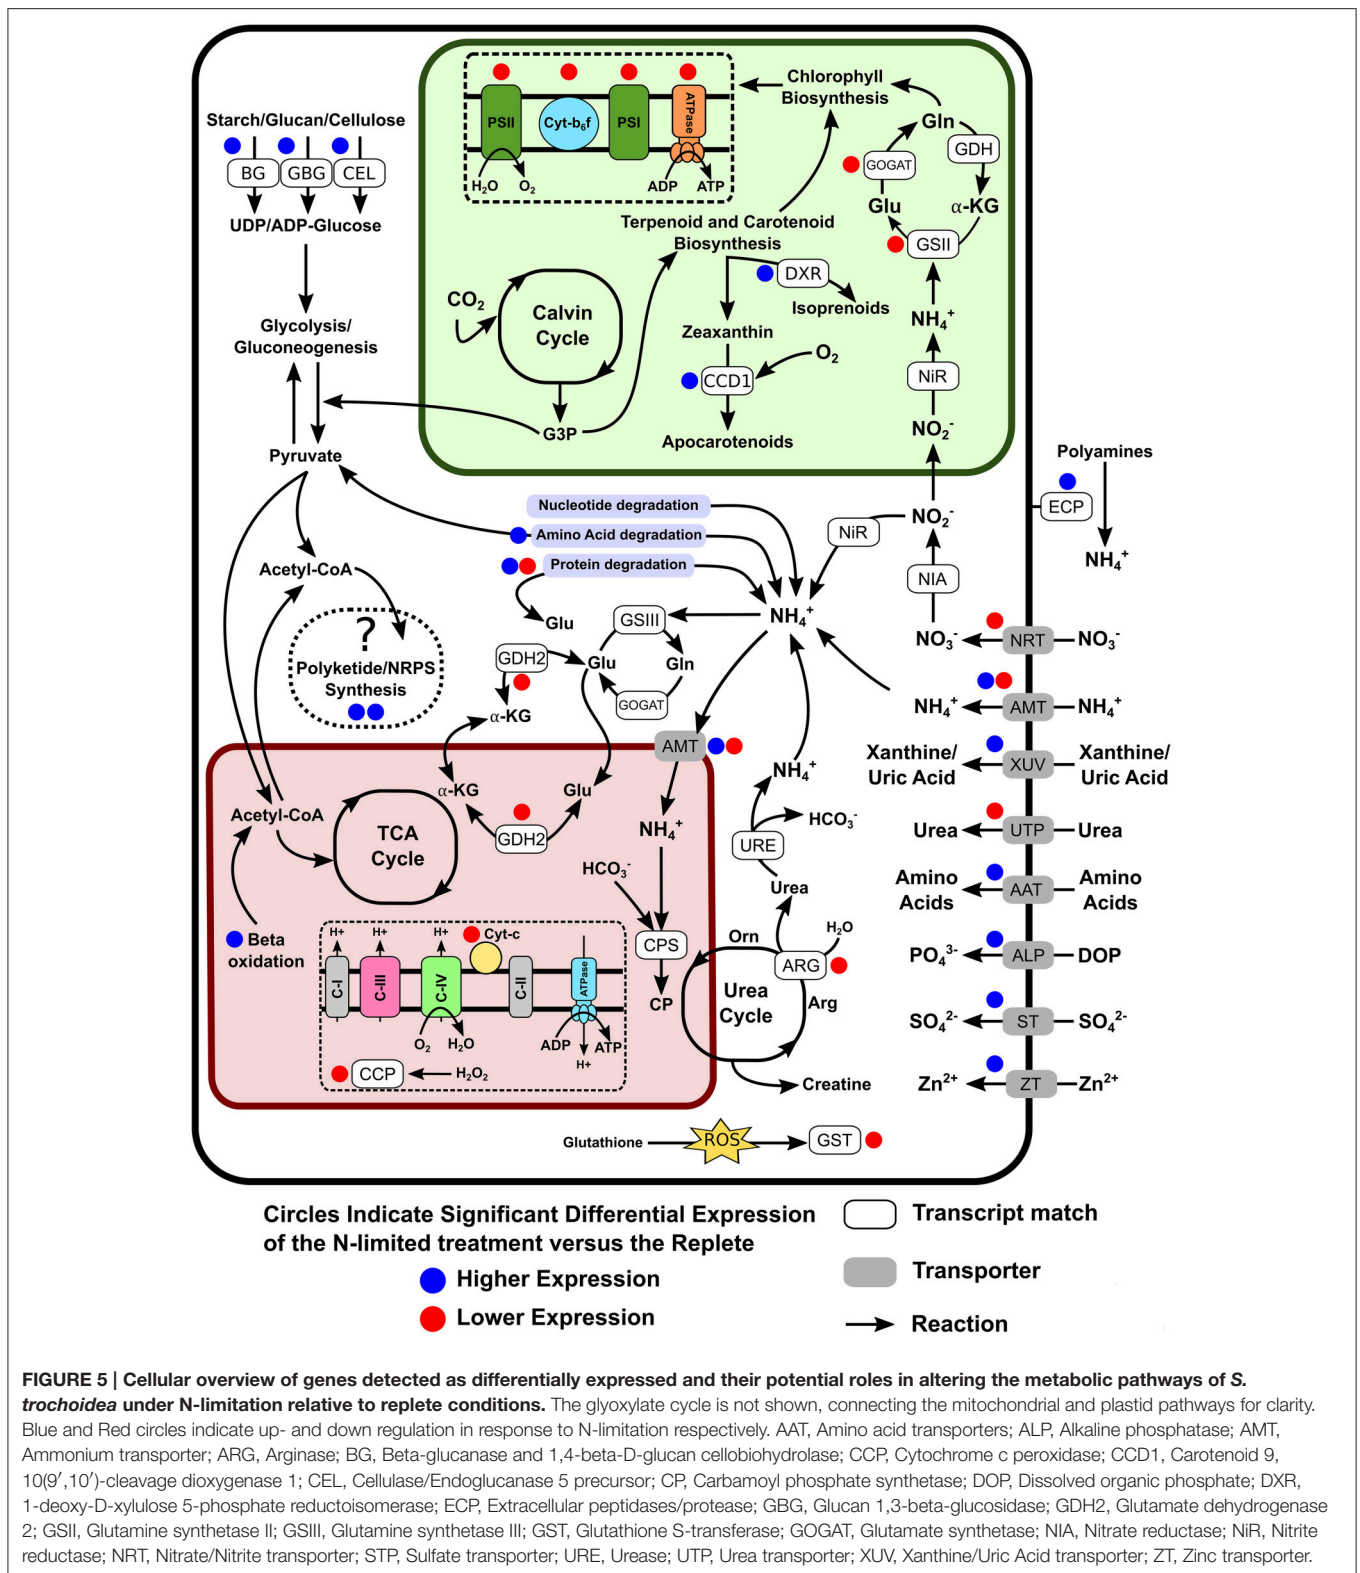 Starch/Glucan/Cellulose
BG
GBG
CEL
UDP/ADP-Glucose
Glycolysis/
Gluconeogenesis
Pyruvate
Acetyl-CoA
?
Polyketide/NRPS
Synthesis
PSII
Cyt-b₆f
PSI
ATPase
H₂O
O₂
ADP
ATP
Chlorophyll
Biosynthesis
Gln
GOGAT
GDH
Glu
α-KG
GSII
NH₄⁺
NiR
NO₂⁻
Terpenoid and Carotenoid
Biosynthesis
DXR
Isoprenoids
Zeaxanthin
O₂
CCD1
Apocarotenoids
CO₂
Calvin
Cycle
G3P
Polyamines
ECP
NH₄⁺
Nucleotide degradation
Amino Acid degradation
Protein degradation
Glu
NiR
NO₂⁻
NIA
NO₃⁻
NRT
NO₃⁻
NH₄⁺
GSIII
Glu
Gln
GOGAT
GDH2
α-KG
AMT
NH₄⁺
AMT
NH₄⁺
Xanthine/
Uric Acid
XUV
Xanthine/
Uric Acid
Urea
UTP
Urea
Amino
Acids
AAT
Amino
Acids
PO₄³⁻
ALP
DOP
SO₄²⁻
ST
SO₄²⁻
Zn²⁺
ZT
Zn²⁺
Acetyl-CoA
TCA
Cycle
α-KG
Glu
GDH2
NH₄⁺
HCO₃⁻
CPS
CP
Beta
oxidation
H+
H+
H+
Cyt-c
C-I
C-III
C-IV
C-II
ATPase
O₂
H₂O
ADP
ATP
H+
CCP
H₂O₂
NH₄⁺
HCO₃⁻
URE
Urea
Orn
H₂O
ARG
Arg
Urea
Cycle
Creatine
Glutathione
ROS
GST
Circles Indicate Significant Differential Expression
of the N-limited treatment versus the Replete
Higher Expression
Lower Expression
Transcript match
Transporter
Reaction
FIGURE 5 | Cellular overview of genes detected as differentially expressed and their potential roles in altering the metabolic pathways of S.
trochoidea under N-limitation relative to replete conditions. The glyoxylate cycle is not shown, connecting the mitochondrial and plastid pathways for clarity.
Blue and Red circles indicate up- and down regulation in response to N-limitation respectively. AAT, Amino acid transporters; ALP, Alkaline phosphatase; AMT,
Ammonium transporter; ARG, Arginase; BG, Beta-glucanase and 1,4-beta-D-glucan cellobiohydrolase; CCP, Cytochrome c peroxidase; CCD1, Carotenoid 9,
10(9′,10′)-cleavage dioxygenase 1; CEL, Cellulase/Endoglucanase 5 precursor; CP, Carbamoyl phosphate synthetase; DOP, Dissolved organic phosphate; DXR,
1-deoxy-D-xylulose 5-phosphate reductoisomerase; ECP, Extracellular peptidases/protease; GBG, Glucan 1,3-beta-glucosidase; GDH2, Glutamate dehydrogenase
2; GSII, Glutamine synthetase II; GSIII, Glutamine synthetase III; GST, Glutathione S-transferase; GOGAT, Glutamate synthetase; NIA, Nitrate reductase; NiR, Nitrite
reductase; NRT, Nitrate/Nitrite transporter; STP, Sulfate transporter; URE, Urease; UTP, Urea transporter; XUV, Xanthine/Uric Acid transporter; ZT, Zinc transporter.